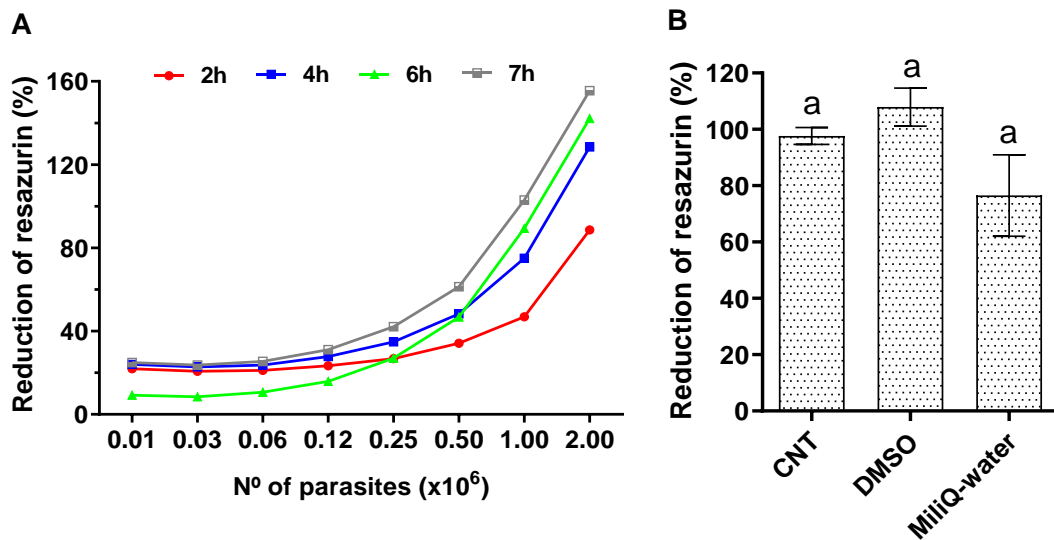 A
Reduction of resazurin (%)
2h 4h 6h 7h
160
120
80
40
0
0.01 0.03 0.06 0.12 0.25 0.50 1.00 2.00
Nº of parasites (x10⁶)
B
Reduction of resazurin (%)
120
100
80
60
40
20
0
a a a
CNT
DMSO
MiliQ-water